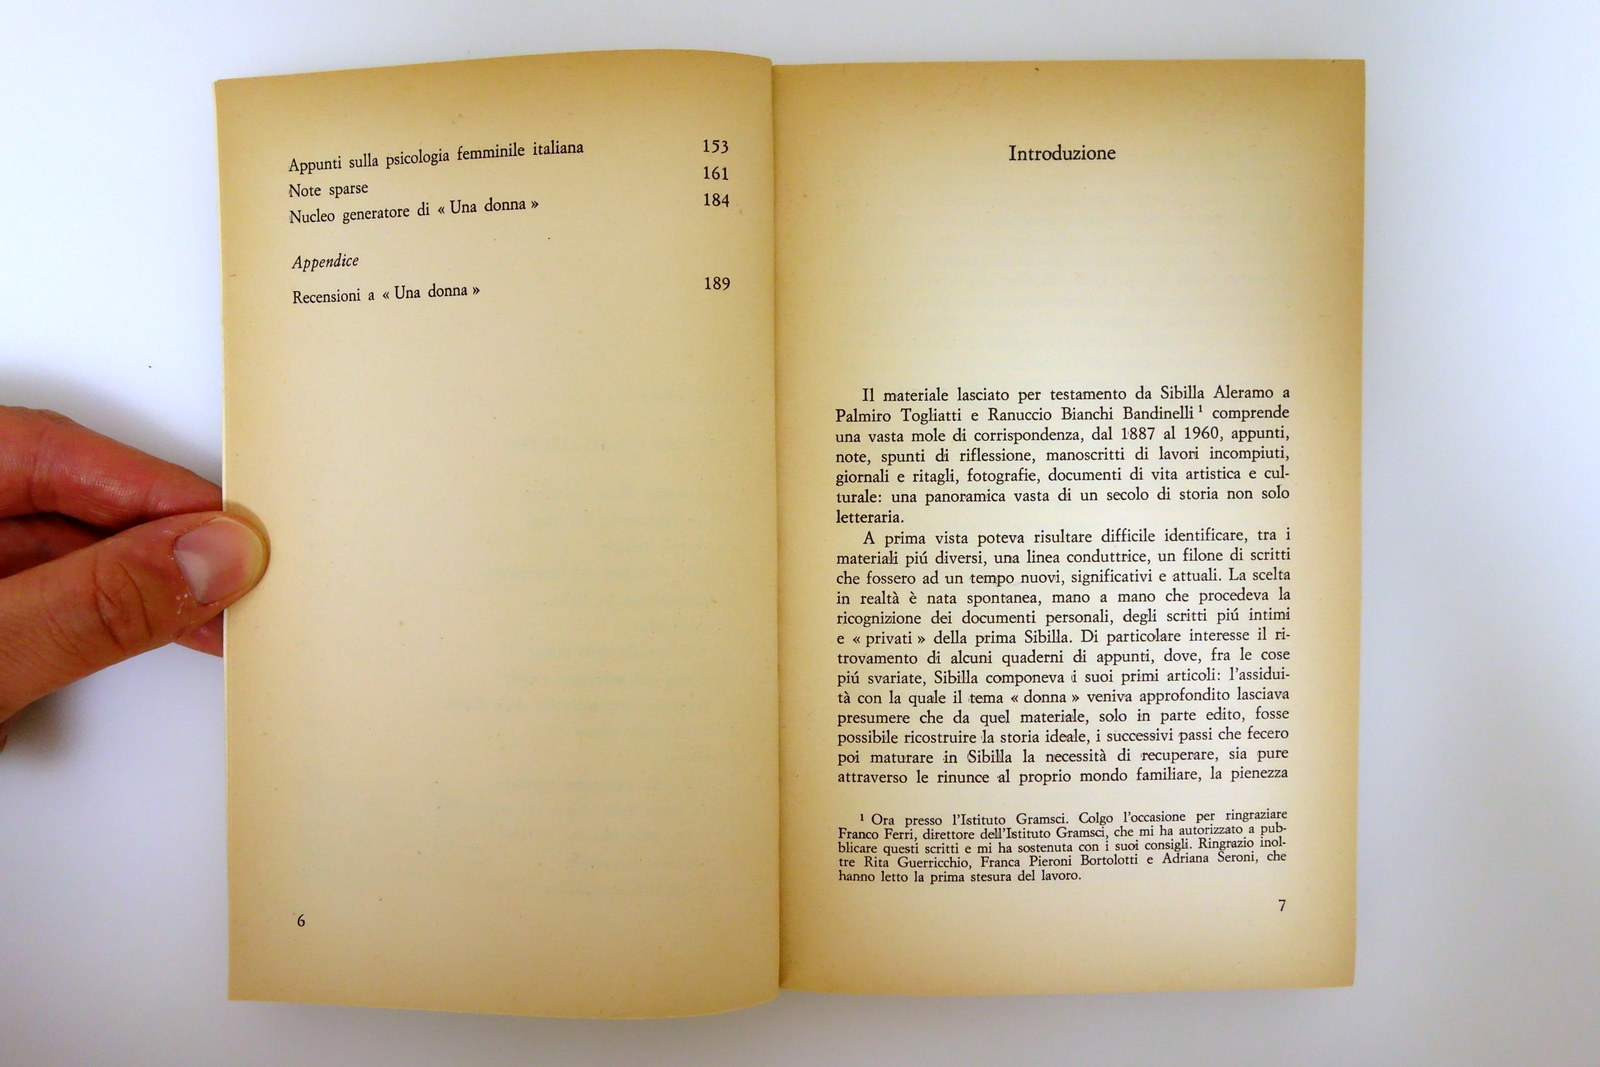 Appunti sulla psicologia femminile italiana 153
Note sparse 161
Nucleo generatore di « Una donna » 184
Appendice
Recensioni a « Una donna » 189
6
Introduzione
Il materiale lasciato per testamento da Sibilla Aleramo a
Palmiro Togliatti e Ranuccio Bianchi Bandinelli ¹ comprende
una vasta mole di corrispondenza, dal 1887 al 1960, appunti,
note, spunti di riflessione, manoscritti di lavori incompiuti,
giornali e ritagli, fotografie, documenti di vita artistica e cul-
turale: una panoramica vasta di un secolo di storia non solo
letteraria.
A prima vista poteva risultare difficile identificare, tra i
materiali piú diversi, una linea conduttrice, un filone di scritti
che fossero ad un tempo nuovi, significativi e attuali. La scelta
in realtà è nata spontanea, mano a mano che procedeva la
ricognizione dei documenti personali, degli scritti piú intimi
e « privati » della prima Sibilla. Di particolare interesse il ri-
trovamento di alcuni quaderni di appunti, dove, fra le cose
piú svariate, Sibilla componeva i suoi primi articoli: l'assidui-
tà con la quale il tema « donna » veniva approfondito lasciava
presumere che da quel materiale, solo in parte edito, fosse
possibile ricostruire la storia ideale, i successivi passi che fecero
poi maturare in Sibilla la necessità di recuperare, sia pure
attraverso le rinunce al proprio mondo familiare, la pienezza
¹ Ora presso l'Istituto Gramsci. Colgo l'occasione per ringraziare
Franco Ferri, direttore dell'Istituto Gramsci, che mi ha autorizzato a pub-
blicare questi scritti e mi ha sostenuta con i suoi consigli. Ringrazio inol-
tre Rita Guerricchio, Franca Pieroni Bortolotti e Adriana Seroni, che
hanno letto la prima stesura del lavoro.
7